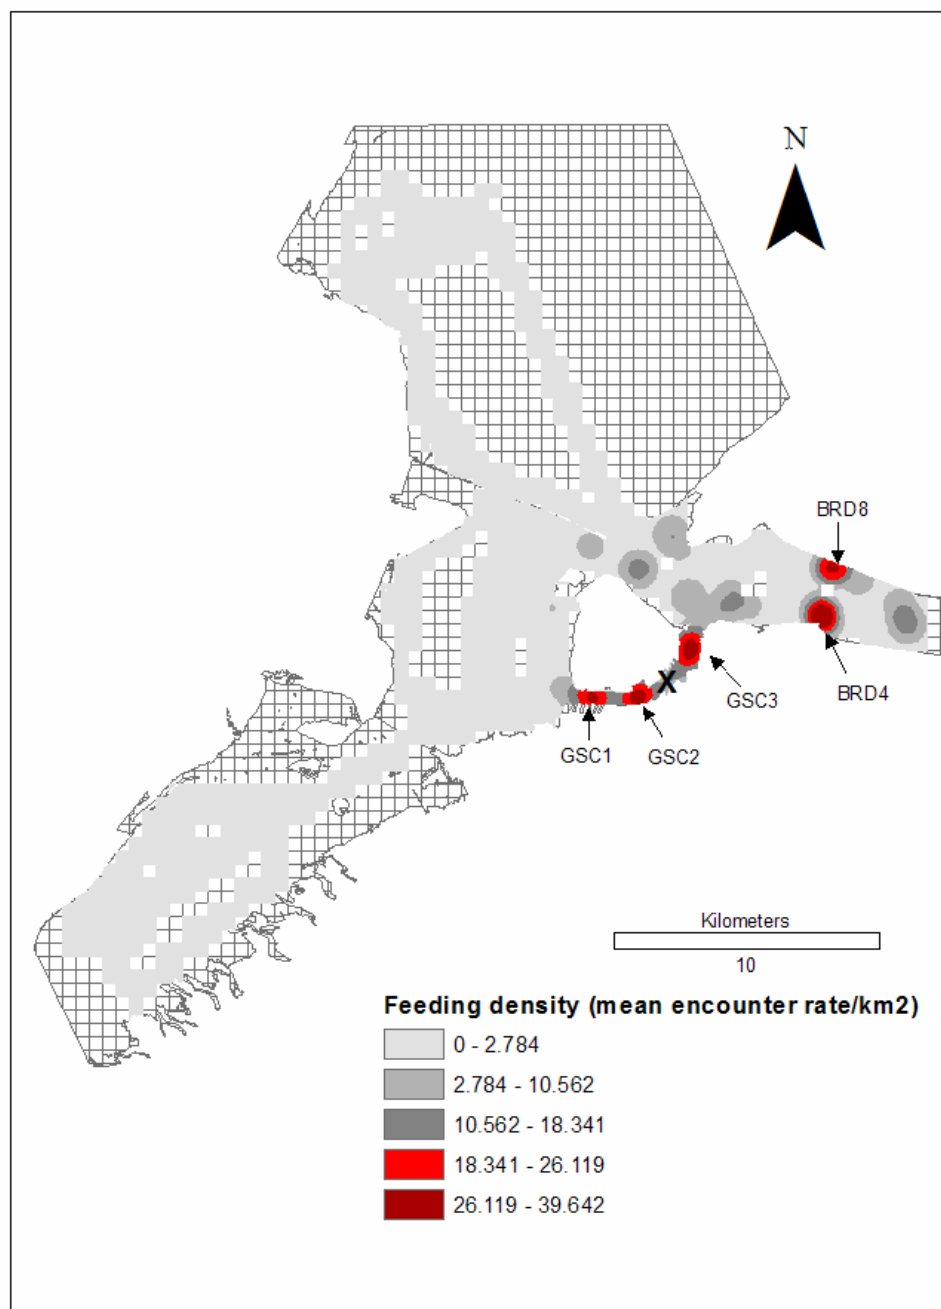 N
BRD8
BRD4
GSC3
X
GSC1
GSC2
Kilometers
10
Feeding density (mean encounter rate/km2)
0 - 2.784
2.784 - 10.562
10.562 - 18.341
18.341 - 26.119
26.119 - 39.642